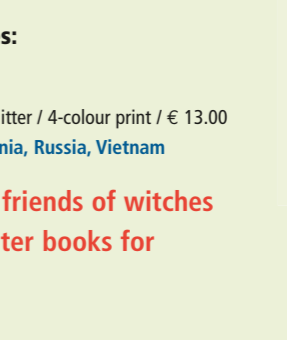 s:
itter / 4-colour print / € 13.00
nia, Russia, Vietnam
friends of witches
ter books for